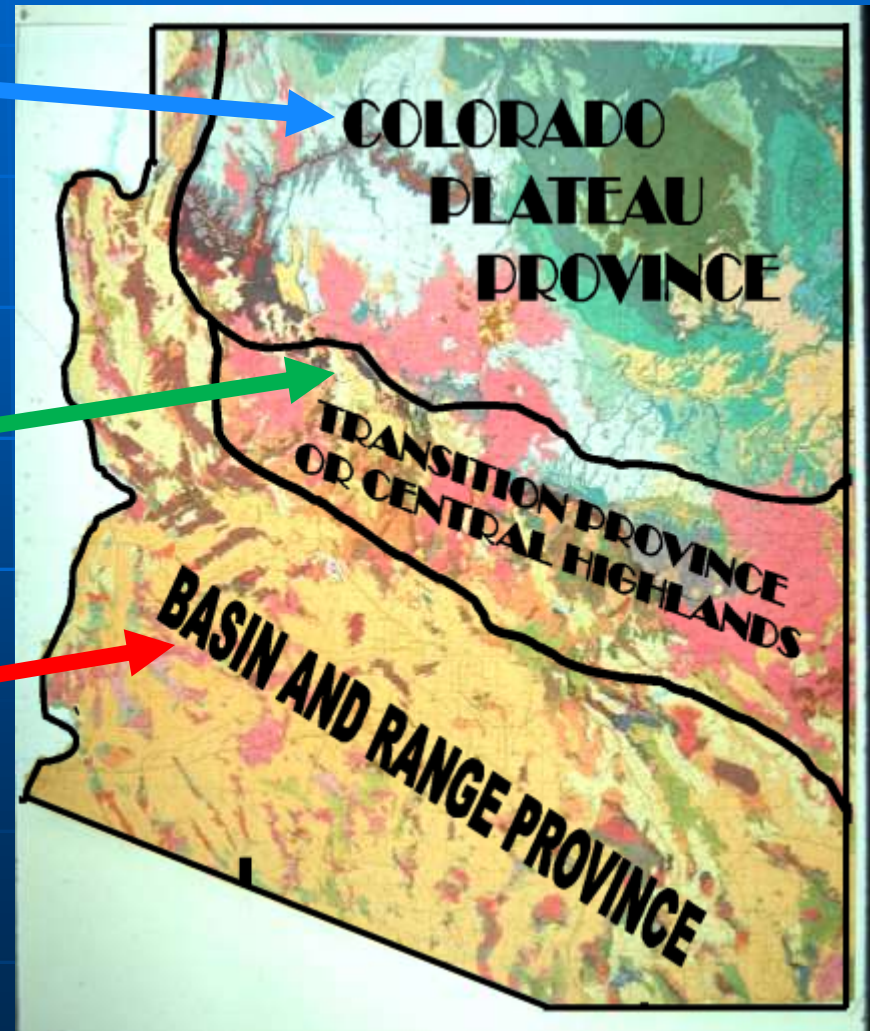 COLORADO
PLATEAU
PROVINCE
TRANSITION PROVINCE
OR CENTRAL HIGHLANDS
BASIN AND RANGE PROVINCE